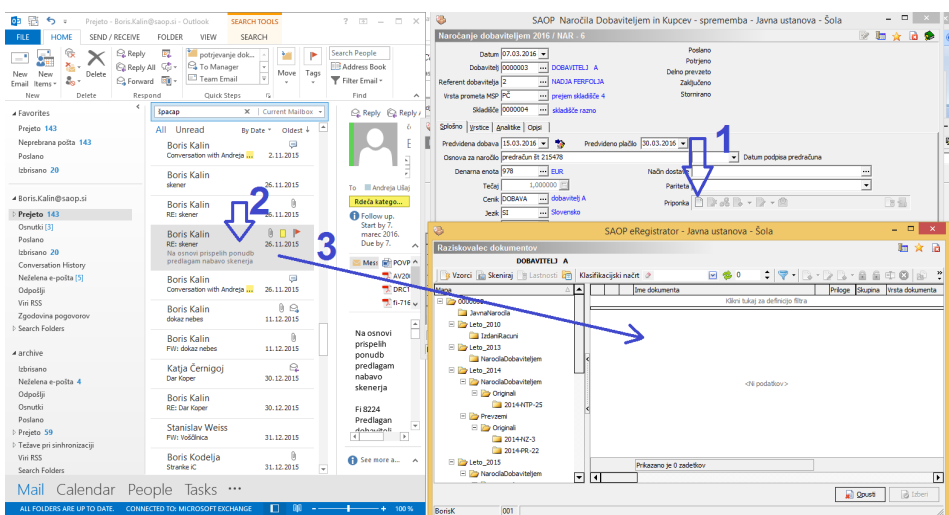 Prejeto - Boris.Kalin@saop.si - Outlook
SEARCH TOOLS
FILE HOME SEND / RECEIVE FOLDER VIEW SEARCH
New Email
New Items
Delete
Reply
Reply All
Forward
potrjevanje dok...
To Manager
Team Email
Move
Tags
Search People
Address Book
Filter Email
New Delete Respond Quick Steps Find
Favorites
Prejeto 143
Neprebrana pošta 143
Poslano
Izbrisano 20
Boris.Kalin@saop.si
Prejeto 143
Osnutki [3]
Poslano
Izbrisano 20
Conversation History
Neželena e-pošta [5]
Odpošlji
Viri RSS
Zgodovina pogovorov
Search Folders
archive
Izbrisano
Neželena e-pošta 4
Odpošlji
Osnutki
Poslano
Prejeto 59
Težave pri sinhronizaciji
Viri RSS
Search Folders
špacap
Current Mailbox
All Unread By Date Oldest
Boris Kalin
Conversation with Andreja ... 2.11.2015
Boris Kalin
skener 26.11.2015
Boris Kalin
RE: skener 26.11.2015
Boris Kalin
RE: skener 26.11.2015
Na osnovi prispelih ponudb
predlagam nabavo skenerja
Boris Kalin
Conversation with Andreja ... 26.11.2015
Boris Kalin
dokaz nebes 11.12.2015
Boris Kalin
FW: dokaz nebes 11.12.2015
Katja Černigoj
Dar Koper 30.12.2015
Boris Kalin
RE: Dar Koper 30.12.2015
Stanislav Weiss
FW: Voščilnica 31.12.2015
Boris Kodelja
Stranke iC 31.12.2015
Reply Reply A
To Andreja Ušaj
Rdeča katego...
Follow up.
Start by 7.
marec 2016.
Due by 7.
Mess POVP
AV200
DRC1
fi-716
Na osnovi
prispelih
ponudb
predlagam
nabavo
skenerja
Fi 8224
Predlagan
dobavitelj
See more a...
Mail Calendar People Tasks
ALL FOLDERS ARE UP TO DATE. CONNECTED TO: MICROSOFT EXCHANGE 100 %
SAOP Naročila Dobaviteljem in Kupcev - sprememba - Javna ustanova - Šola
Naročanje dobaviteljem 2016 / NAR - 6
Datum 07.03.2016
Dobavitelj 0000003 DOBAVITELJ A
Referent dobavitelja 2 NADJA FERFOLJA
Vrsta prometa MSP PČ prejem skladišče 4
Skladišče 0000004 skladišče razno
Poslano
Potrjeno
Delno prevzeto
Zaključeno
Stornirano
Splošno Vrstice Analitike Opisi
Predvidena dobava 15.03.2016 Predvideno plačilo 30.03.2016
Osnova za naročilo predračun št 215478 Datum podpisa predračuna
Denarna enota 978 EUR Način dostave
Tečaj 1,000000 Pariteta
Cenik DOBAVA dobavitelj A Priponka
Jezik SI Slovensko
1
2
3
SAOP eRegistrator - Javna ustanova - Šola
Raziskovalec dokumentov
DOBAVITELJ A
Vzorci Skeniraj Lastnosti Klasifikacijski načrt 0
Mapa
0000003
JavnaNarocila
Leto_2010
IzdaniRacuni
Leto_2013
NarocilaDobaviteljem
Leto_2014
NarodilaDobaviteljem
Originali
2014-NTP-25
Prevzemi
Originali
2014-NZ-3
2014-PR-22
Leto_2015
NarocilaDobaviteljem
Ime dokumenta Priloge Skupina Vrsta dokumenta
Klikni tukaj za definicijo filtra
<Ni podatkov>
Prikazano je 0 zadetkov
Opusti
Izberi
BorisK 001